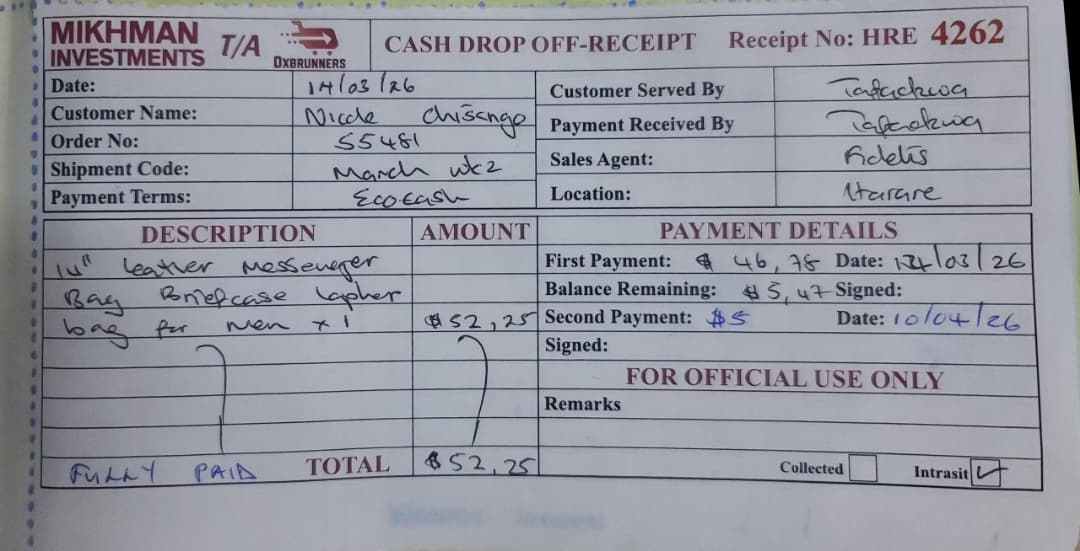 MIKHMAN INVESTMENTS T/A OXBRUNNERS
CASH DROP OFF-RECEIPT Receipt No: HRE 4262
Date: 14/03/26
Customer Name: Nicole Chisango
Order No: 55481
Shipment Code: March wk2
Payment Terms: Ecocash
Customer Served By Tafadzwa
Payment Received By Tafadzwa
Sales Agent: Fidelis
Location: Harare
DESCRIPTION AMOUNT
14" Leather Messeneger
Bag Briefcase lapher
bag for men x 1 $52,25
FULLY PAID TOTAL $52,25
PAYMENT DETAILS
First Payment: $ 46,78 Date: 14/03/26
Balance Remaining: $5,47 Signed:
Second Payment: $5 Date: 10/04/26
Signed:
FOR OFFICIAL USE ONLY
Remarks
Collected Intrasit